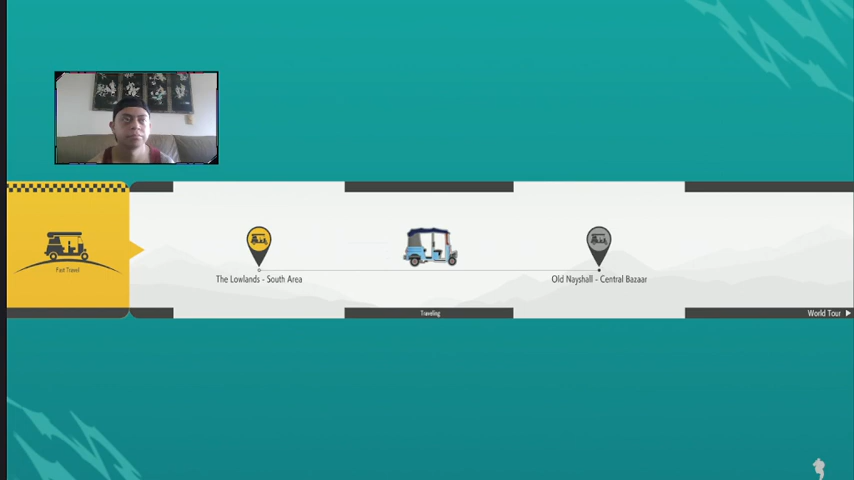 Fast Travel
The Lowlands - South Area
Old Nayshall - Central Bazaar
Traveling
World Tour